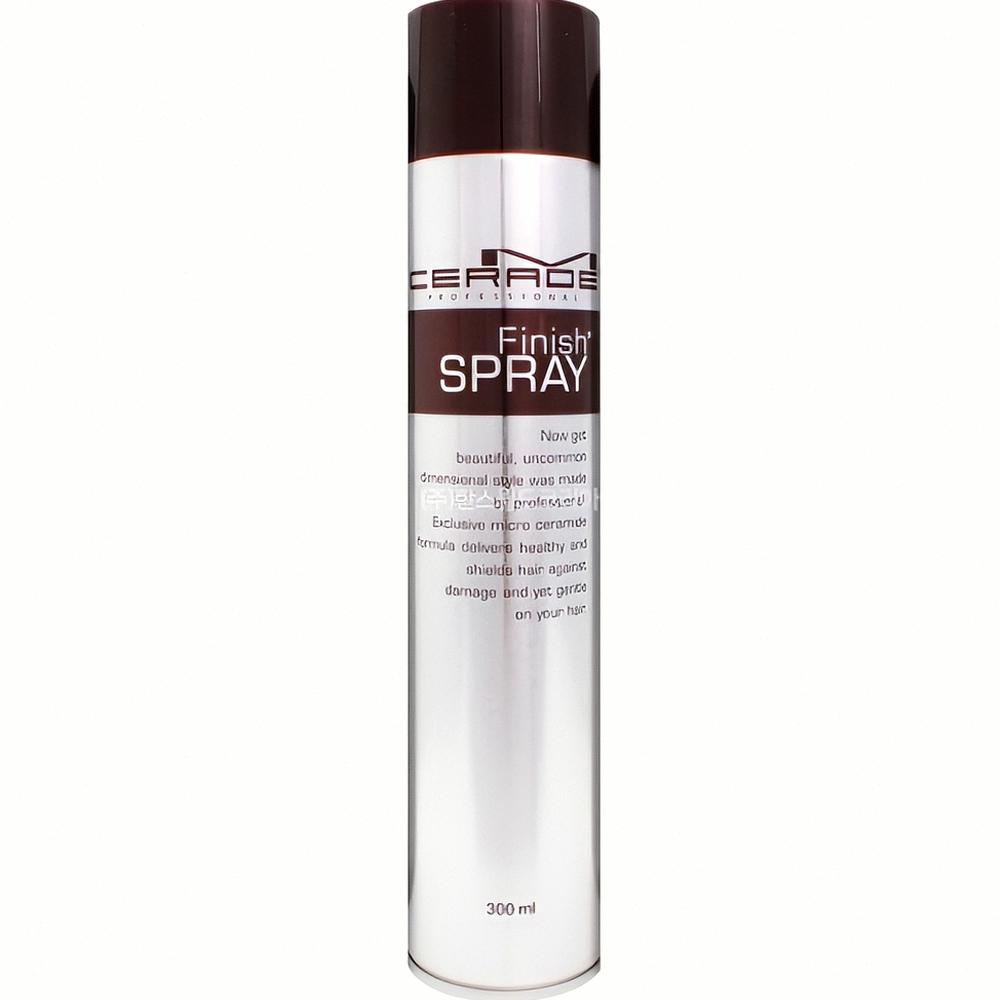 CERADE
PROFESSIONAL
Finish'
SPRAY
Now get
beautiful, uncommon
dimensional style was made
by professional
Exclusive micro ceramide
formula delivers healthy and
shields hair against
damage and yet gentle
on your hair
300 ml